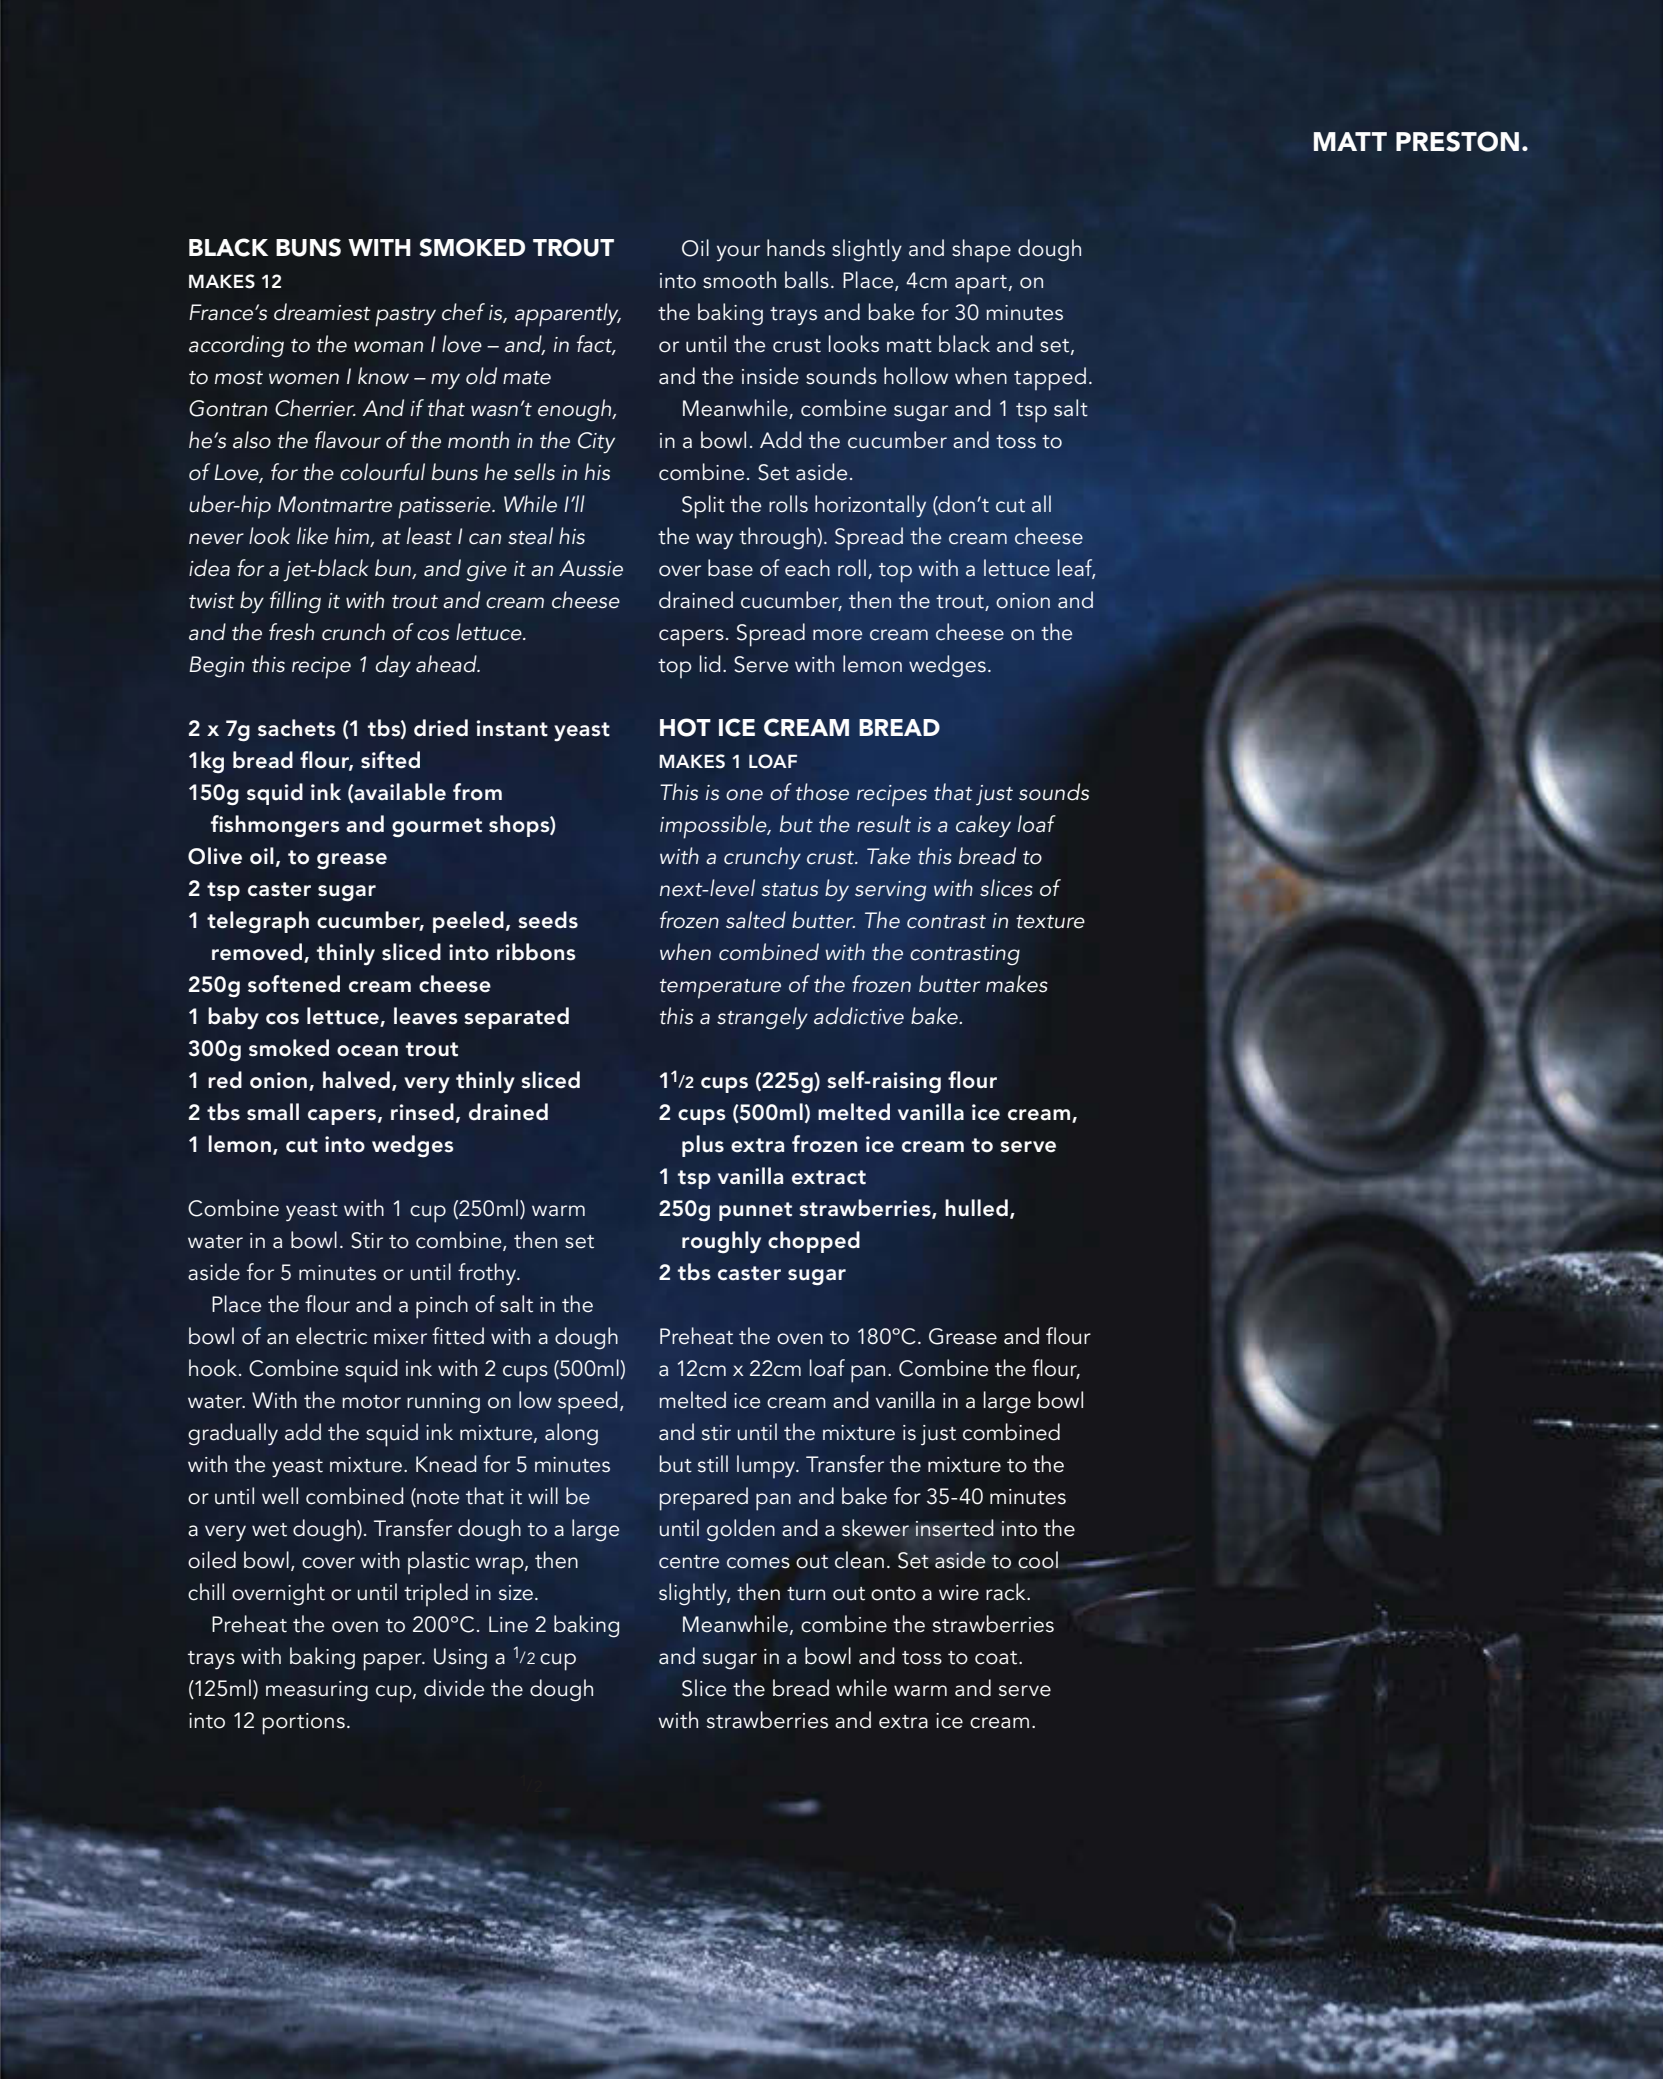 MATT PRESTON.
BLACK BUNS WITH SMOKED TROUT
MAKES 12
France's dreamiest pastry chef is, apparently,
according to the woman I love – and, in fact,
to most women I know – my old mate
Gontran Cherrier. And if that wasn't enough,
he's also the flavour of the month in the City
of Love, for the colourful buns he sells in his
uber-hip Montmartre patisserie. While I'll
never look like him, at least I can steal his
idea for a jet-black bun, and give it an Aussie
twist by filling it with trout and cream cheese
and the fresh crunch of cos lettuce.
Begin this recipe 1 day ahead.
2 x 7g sachets (1 tbs) dried instant yeast
1kg bread flour, sifted
150g squid ink (available from
fishmongers and gourmet shops)
Olive oil, to grease
2 tsp caster sugar
1 telegraph cucumber, peeled, seeds
removed, thinly sliced into ribbons
250g softened cream cheese
1 baby cos lettuce, leaves separated
300g smoked ocean trout
1 red onion, halved, very thinly sliced
2 tbs small capers, rinsed, drained
1 lemon, cut into wedges
Combine yeast with 1 cup (250ml) warm
water in a bowl. Stir to combine, then set
aside for 5 minutes or until frothy.
Place the flour and a pinch of salt in the
bowl of an electric mixer fitted with a dough
hook. Combine squid ink with 2 cups (500ml)
water. With the motor running on low speed,
gradually add the squid ink mixture, along
with the yeast mixture. Knead for 5 minutes
or until well combined (note that it will be
a very wet dough). Transfer dough to a large
oiled bowl, cover with plastic wrap, then
chill overnight or until tripled in size.
Preheat the oven to 200ºC. Line 2 baking
trays with baking paper. Using a 1/2 cup
(125ml) measuring cup, divide the dough
into 12 portions.
Oil your hands slightly and shape dough
into smooth balls. Place, 4cm apart, on
the baking trays and bake for 30 minutes
or until the crust looks matt black and set,
and the inside sounds hollow when tapped.
Meanwhile, combine sugar and 1 tsp salt
in a bowl. Add the cucumber and toss to
combine. Set aside.
Split the rolls horizontally (don't cut all
the way through). Spread the cream cheese
over base of each roll, top with a lettuce leaf,
drained cucumber, then the trout, onion and
capers. Spread more cream cheese on the
top lid. Serve with lemon wedges.
HOT ICE CREAM BREAD
MAKES 1 LOAF
This is one of those recipes that just sounds
impossible, but the result is a cakey loaf
with a crunchy crust. Take this bread to
next-level status by serving with slices of
frozen salted butter. The contrast in texture
when combined with the contrasting
temperature of the frozen butter makes
this a strangely addictive bake.
11/2 cups (225g) self-raising flour
2 cups (500ml) melted vanilla ice cream,
plus extra frozen ice cream to serve
1 tsp vanilla extract
250g punnet strawberries, hulled,
roughly chopped
2 tbs caster sugar
Preheat the oven to 180ºC. Grease and flour
a 12cm x 22cm loaf pan. Combine the flour,
melted ice cream and vanilla in a large bowl
and stir until the mixture is just combined
but still lumpy. Transfer the mixture to the
prepared pan and bake for 35-40 minutes
until golden and a skewer inserted into the
centre comes out clean. Set aside to cool
slightly, then turn out onto a wire rack.
Meanwhile, combine the strawberries
and sugar in a bowl and toss to coat.
Slice the bread while warm and serve
with strawberries and extra ice cream.